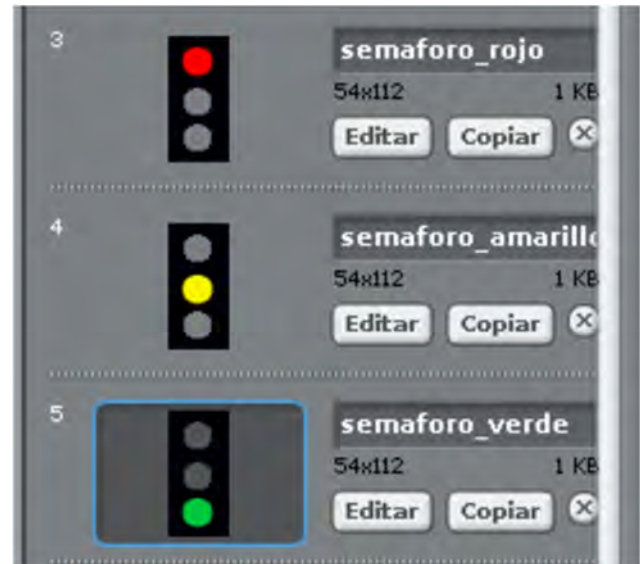 3
semaforo_rojo
54x112 1 KB
Editar Copiar
4
semaforo_amarillo
54x112 1 KB
Editar Copiar
5
semaforo_verde
54x112 1 KB
Editar Copiar